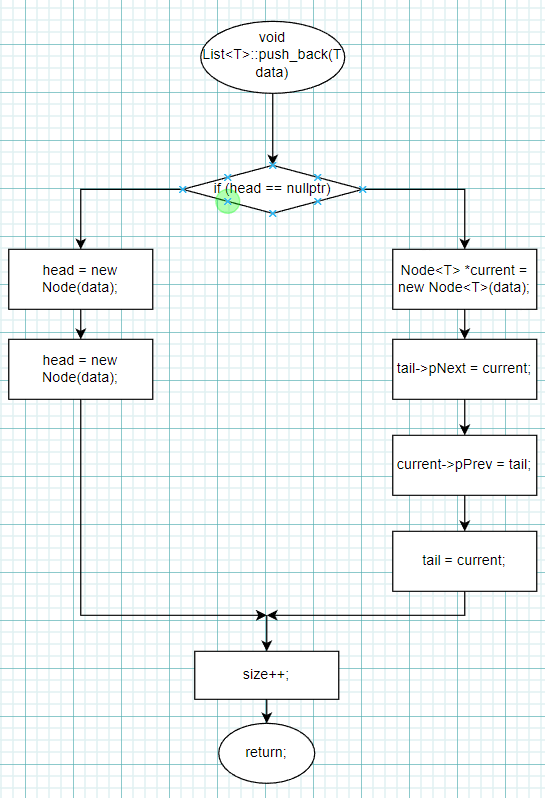 void
List<T>::push_back(T
data)
if (head == nullptr)
head = new
Node(data);
head = new
Node(data);
Node<T> *current =
new Node<T>(data);
tail->pNext = current;
current->pPrev = tail;
tail = current;
size++;
return;